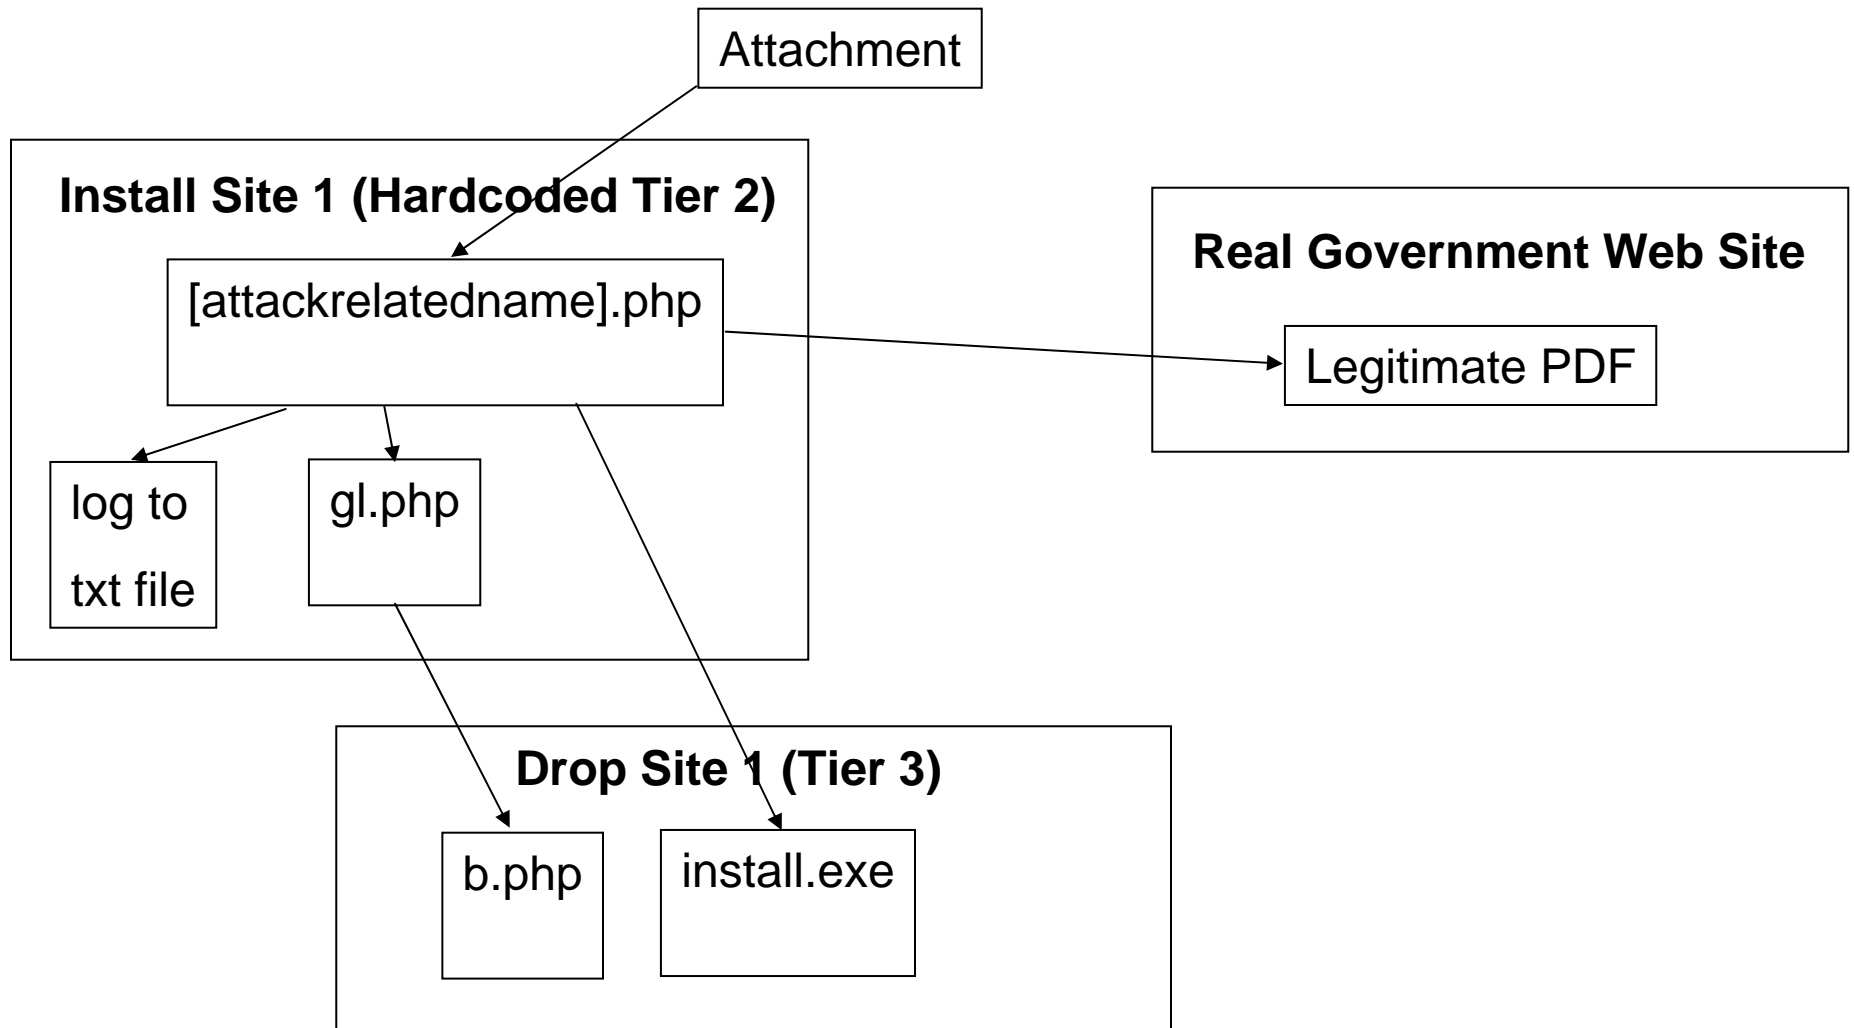 Attachment
Install Site 1 (Hardcoded Tier 2)
[attackrelatedname].php
log to
txt file
gl.php
Real Government Web Site
Legitimate PDF
Drop Site 1 (Tier 3)
b.php
install.exe